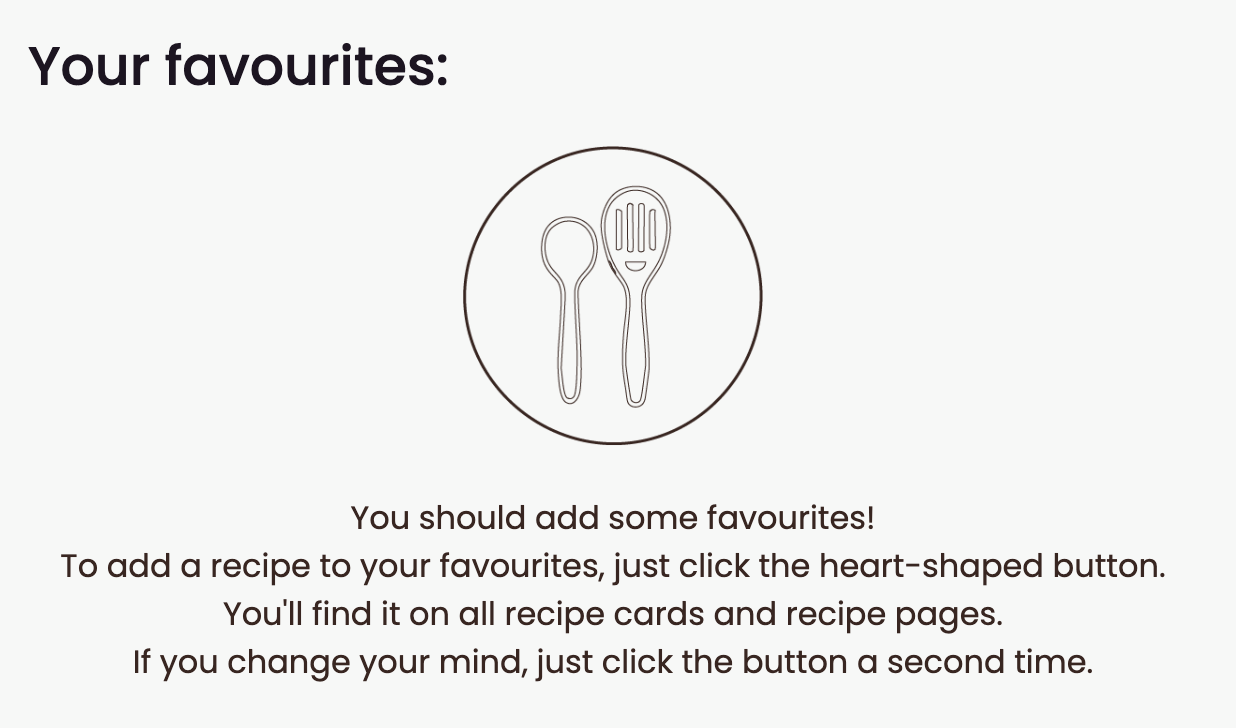 Your favourites:
You should add some favourites!
To add a recipe to your favourites, just click the heart-shaped button.
You'll find it on all recipe cards and recipe pages.
If you change your mind, just click the button a second time.